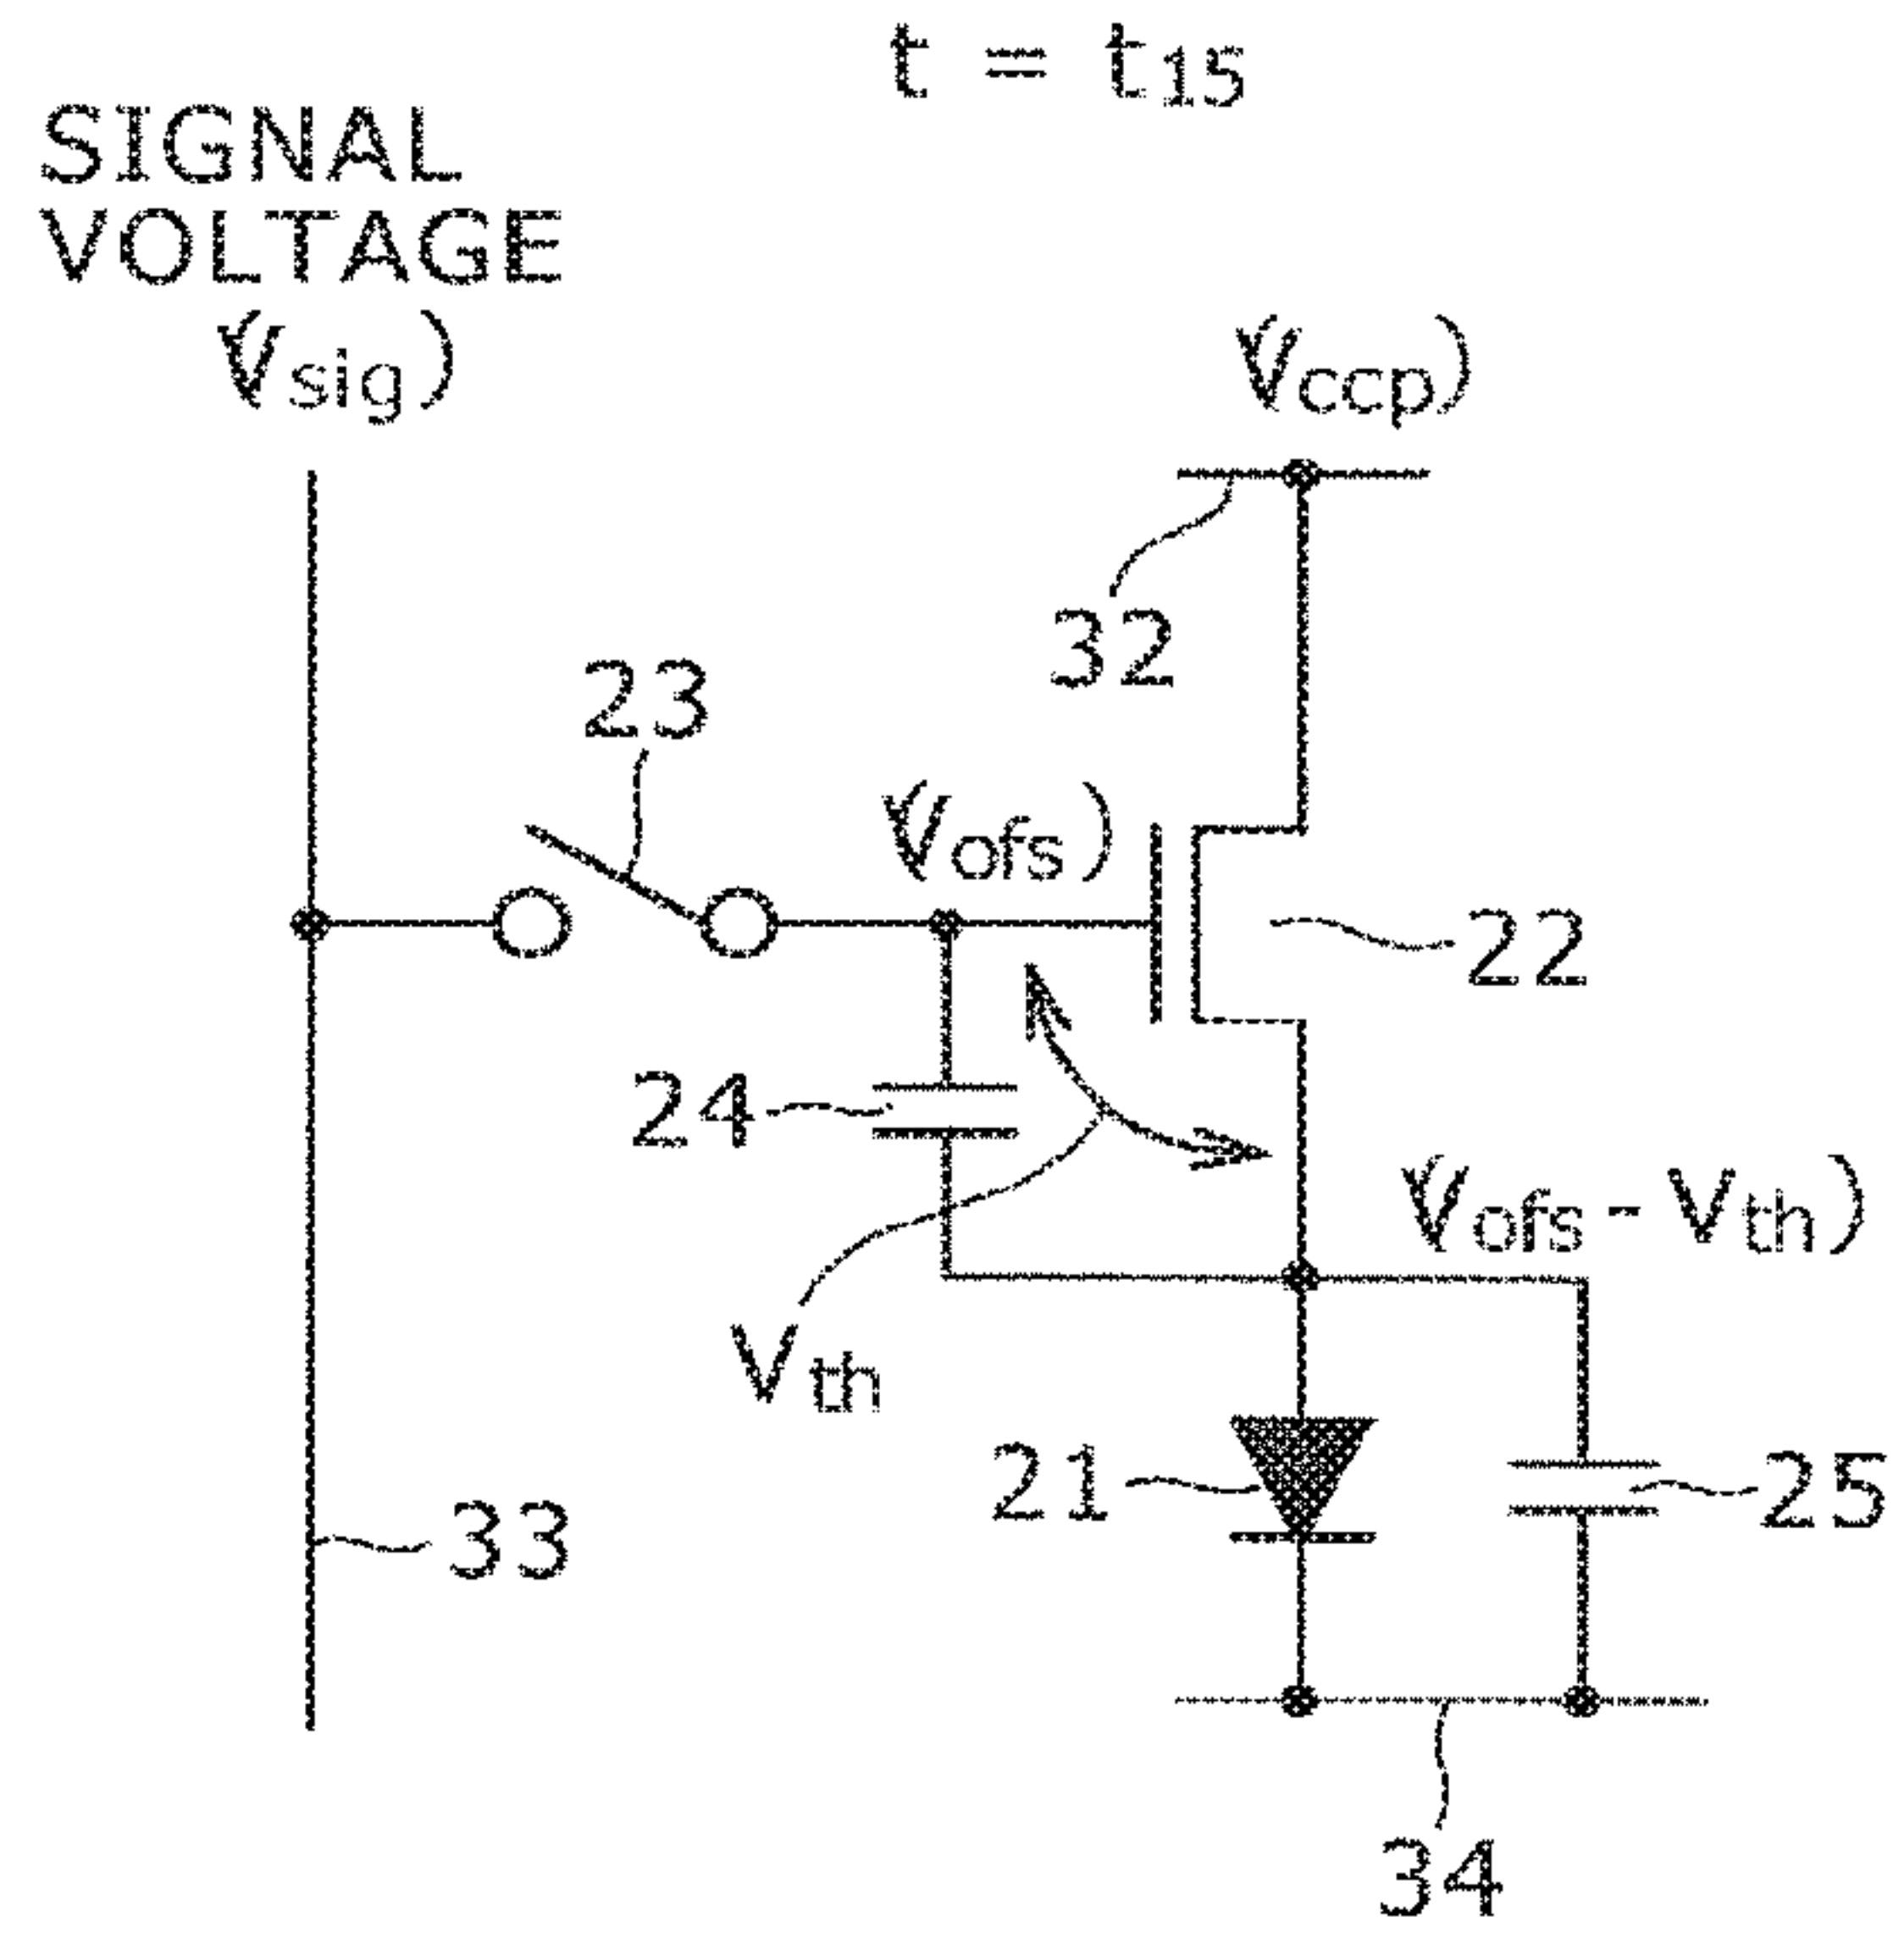 t = t15
SIGNAL
VOLTAGE
(Vsig)
(Vccp)
32
23
(Vofs)
22
24
(Vofs - Vth)
Vth
21
25
33
34